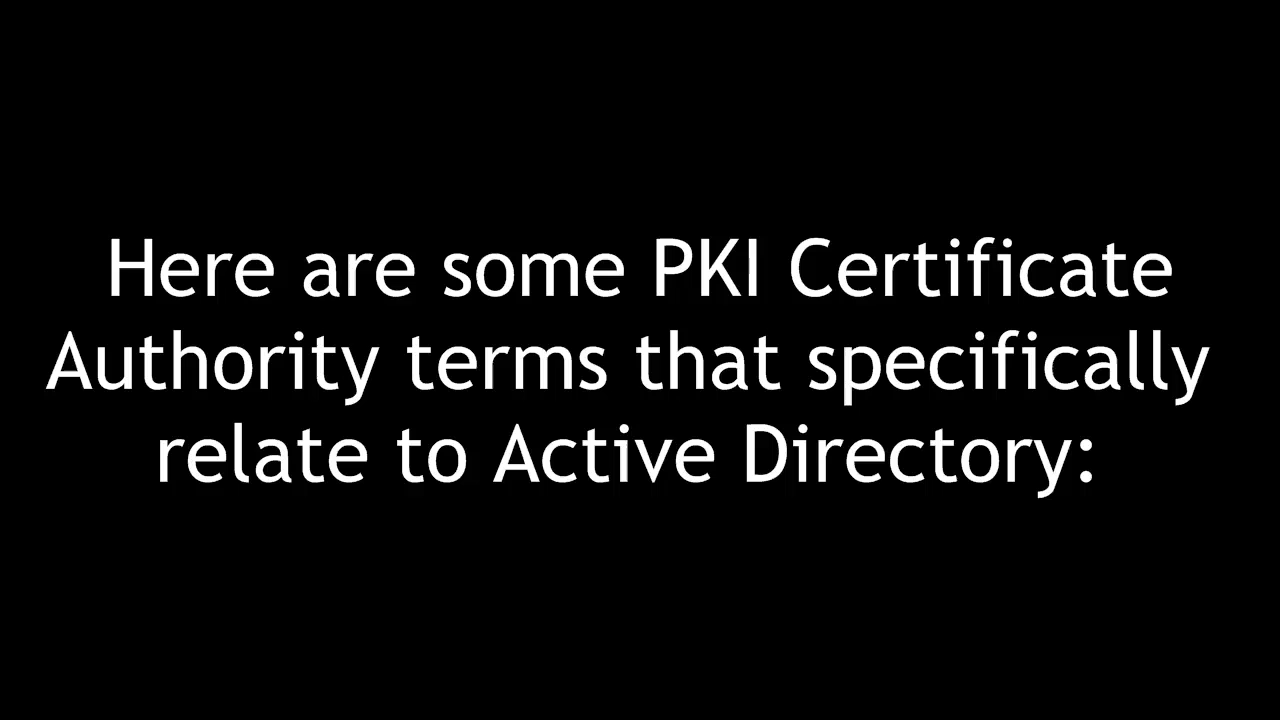 Here are some PKI Certificate
Authority terms that specifically
relate to Active Directory: